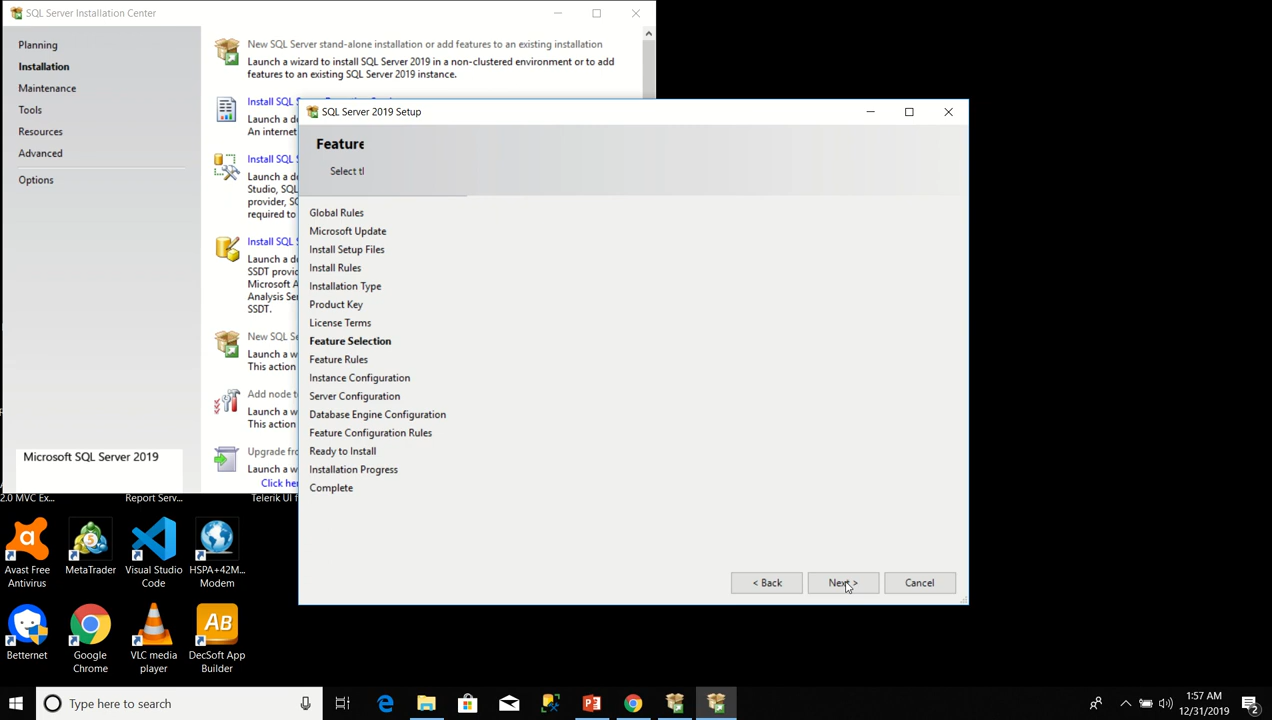 SQL Server Installation Center
Planning
Installation
Maintenance
Tools
Resources
Advanced
Options
Microsoft SQL Server 2019
New SQL Server stand-alone installation or add features to an existing installation
Launch a wizard to install SQL Server 2019 in a non-clustered environment or to add
features to an existing SQL Server 2019 instance.
Install SQL S
Launch a d
An internet
Install SQL S
Launch a d
Studio, SQL
provider, SC
required to
Install SQL S
Launch a d
SSDT provi
Microsoft A
Analysis Ser
SSDT.
New SQL Se
Launch a w
This action
Add node to
Launch a w
This action
Upgrade fro
Launch a w
Click he
SQL Server 2019 Setup
Feature
Select tl
Global Rules
Microsoft Update
Install Setup Files
Install Rules
Installation Type
Product Key
License Terms
Feature Selection
Feature Rules
Instance Configuration
Server Configuration
Database Engine Configuration
Feature Configuration Rules
Ready to Install
Installation Progress
Complete
< Back
Next >
Cancel
2.0 MVC Ex...
Report Serv...
Telerik UI f
Avast Free
Antivirus
MetaTrader
Visual Studio
Code
HSPA+42M...
Modem
Betternet
Google
Chrome
VLC media
player
DecSoft App
Builder
Type here to search
1:57 AM
12/31/2019
2